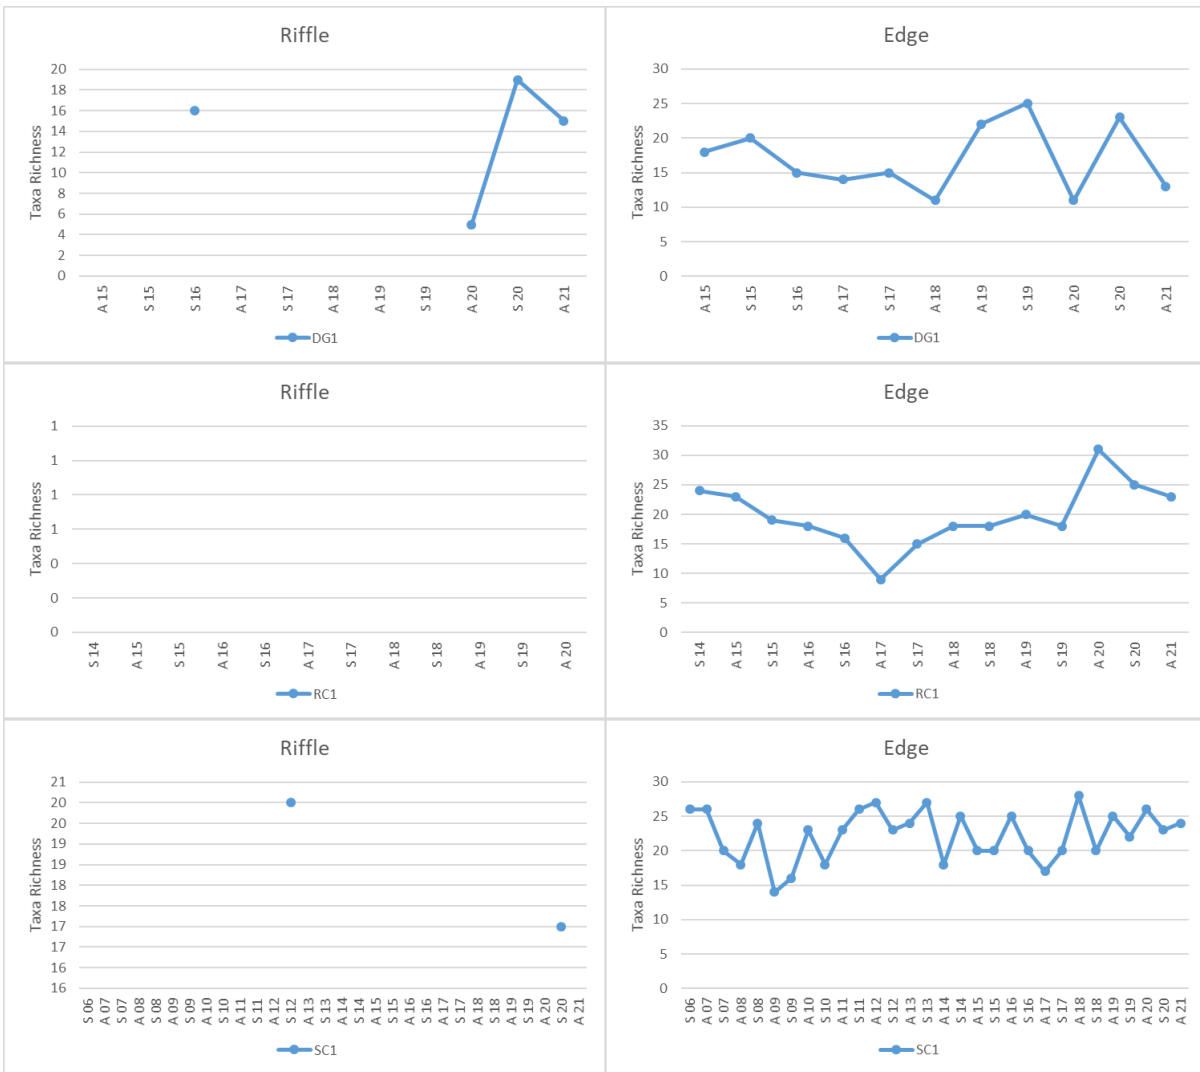 Riffle
Taxa Richness
20
18
16
14
12
10
8
6
4
2
0
A 15
S 15
S 16
A 17
S 17
A 18
A 19
S 19
A 20
S 20
A 21
DG1
Edge
Taxa Richness
30
25
20
15
10
5
0
A 15
S 15
S 16
A 17
S 17
A 18
A 19
S 19
A 20
S 20
A 21
DG1
Riffle
Taxa Richness
1
1
1
1
0
0
0
S 14
A 15
S 15
A 16
S 16
A 17
S 17
A 18
S 18
A 19
S 19
A 20
RC1
Edge
Taxa Richness
35
30
25
20
15
10
5
0
S 14
A 15
S 15
A 16
S 16
A 17
S 17
A 18
S 18
A 19
S 19
A 20
S 20
A 21
RC1
Riffle
Taxa Richness
21
20
20
19
19
18
18
17
17
16
16
S 06
A 07
S 07
A 08
S 08
A 09
S 09
A 10
S 10
A 11
S 11
A 12
S 12
A 13
S 13
A 14
S 14
A 15
S 15
A 16
S 16
A 17
S 17
A 18
S 18
A 19
S 19
A 20
S 20
A 21
SC1
Edge
Taxa Richness
30
25
20
15
10
5
0
S 06
A 07
S 07
A 08
S 08
A 09
S 09
A 10
S 10
A 11
S 11
A 12
S 12
A 13
S 13
A 14
S 14
A 15
S 15
A 16
S 16
A 17
S 17
A 18
S 18
A 19
S 19
A 20
S 20
A 21
SC1